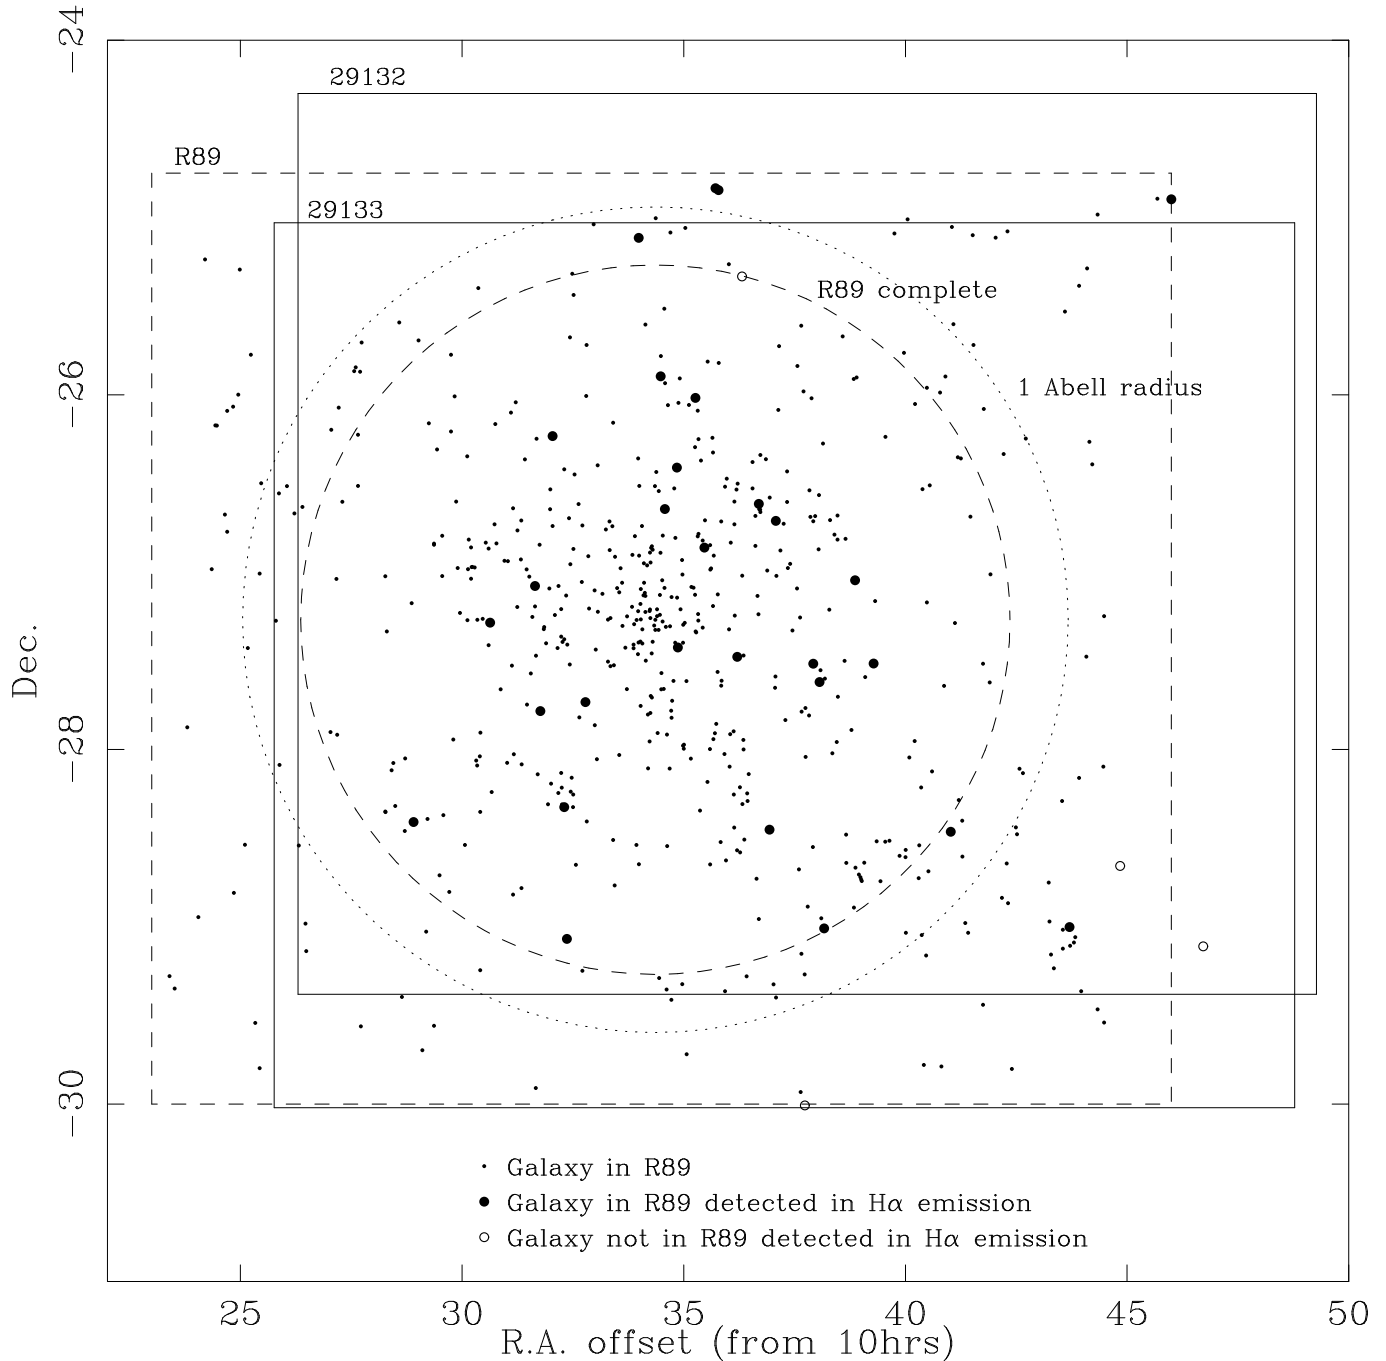 -24
29132
R89
29133
R89 complete
-26
1 Abell radius
Dec.
-28
-30
Galaxy in R89
Galaxy in R89 detected in Hα emission
Galaxy not in R89 detected in Hα emission
25 30 35 40 45 50
R.A. offset (from 10hrs)